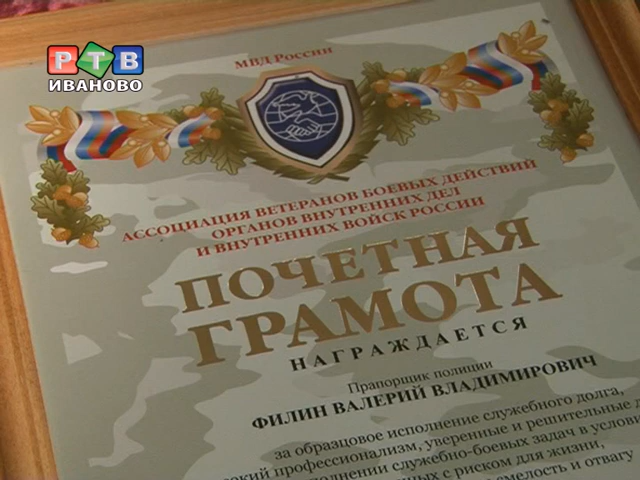 РТВ
ИВАНОВО
МВД России
АССОЦИАЦИЯ ВЕТЕРАНОВ БОЕВЫХ ДЕЙСТВИЙ
ОРГАНОВ ВНУТРЕННИХ ДЕЛ
И ВНУТРЕННИХ ВОЙСК РОССИИ
ПОЧЕТНАЯ
ГРАМОТА
НАГРАЖДАЕТСЯ
Прапорщик полиции
ФИЛИН ВАЛЕРИЙ ВЛАДИМИРОВИЧ
за образцовое исполнение служебного долга,
профессионализм, уверенные и решительные
служебно-боевых задач в
с риском для жизни,
смелость и отвагу